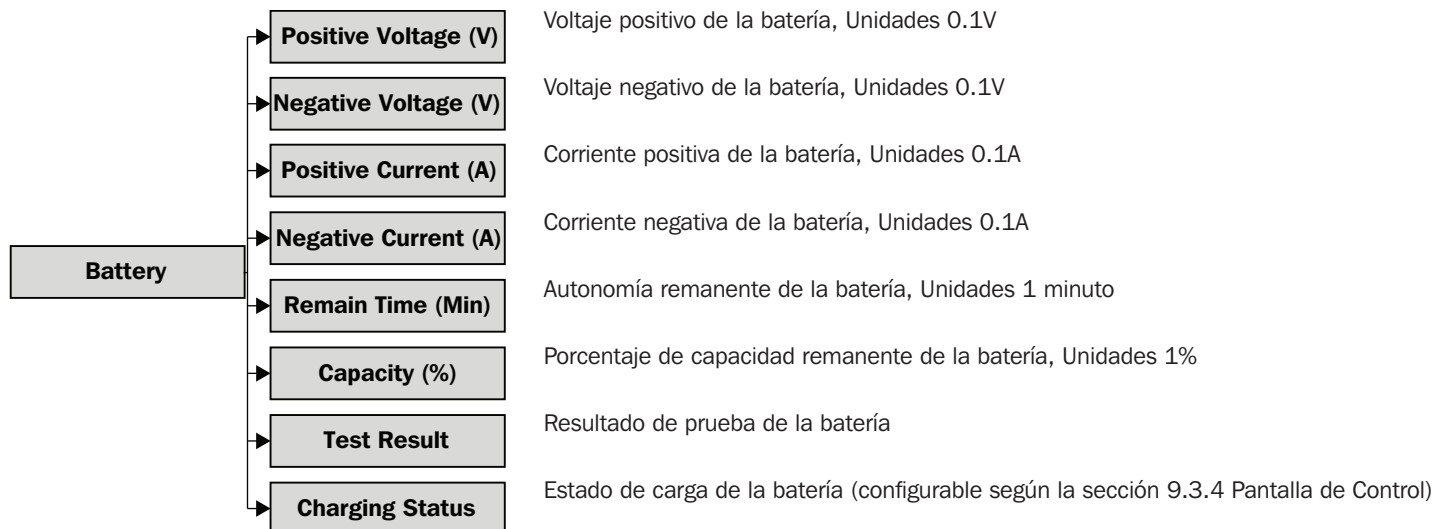 Positive Voltage (V) Voltaje positivo de la batería, Unidades 0.1V
Negative Voltage (V) Voltaje negativo de la batería, Unidades 0.1V
Positive Current (A) Corriente positiva de la batería, Unidades 0.1A
Negative Current (A) Corriente negativa de la batería, Unidades 0.1A
Battery
Remain Time (Min) Autonomía remanente de la batería, Unidades 1 minuto
Capacity (%) Porcentaje de capacidad remanente de la batería, Unidades 1%
Test Result Resultado de prueba de la batería
Charging Status Estado de carga de la batería (configurable según la sección 9.3.4 Pantalla de Control)